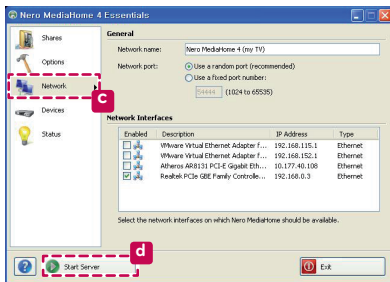 Nero MediaHome 4 Essentials
Shares
Options
Network
Devices
Status
General
Network name: Nero MediaHome 4 (my TV)
Network port: Use a random port (recommended)
Use a fixed port number:
54444 (1024 to 65535)
c
Network Interfaces
Enabled Description IP Address Type
VMware Virtual Ethernet Adapter f... 192.168.115.1 Ethernet
VMware Virtual Ethernet Adapter f... 192.168.152.1 Ethernet
Atheros AR8131 PCI-E Gigabit Eth... 10.177.40.108 Ethernet
Realtek PCIe GBE Family Controlle... 192.168.0.3 Ethernet
Select the network interfaces on which Nero MediaHome should be available.
d
Start Server
Exit